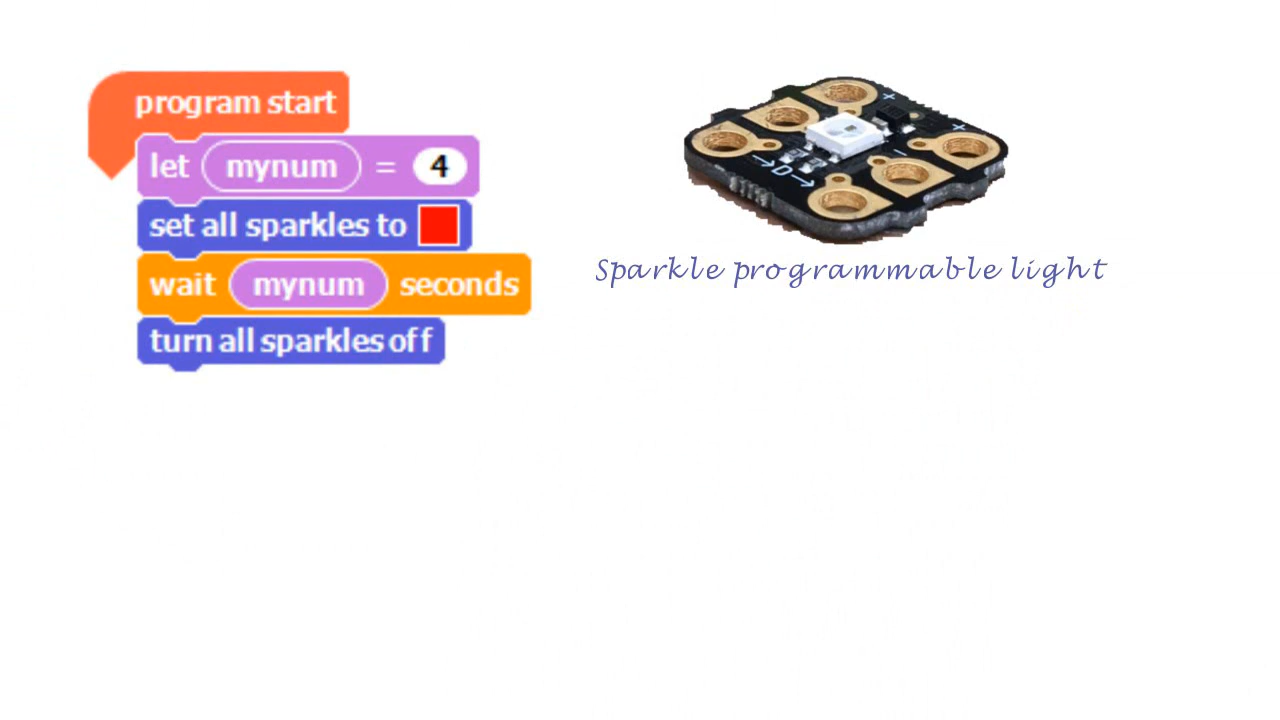 program start
let mynum = 4
set all sparkles to
wait mynum seconds
turn all sparkles off
+
+
-
→D→
Sparkle programmable light